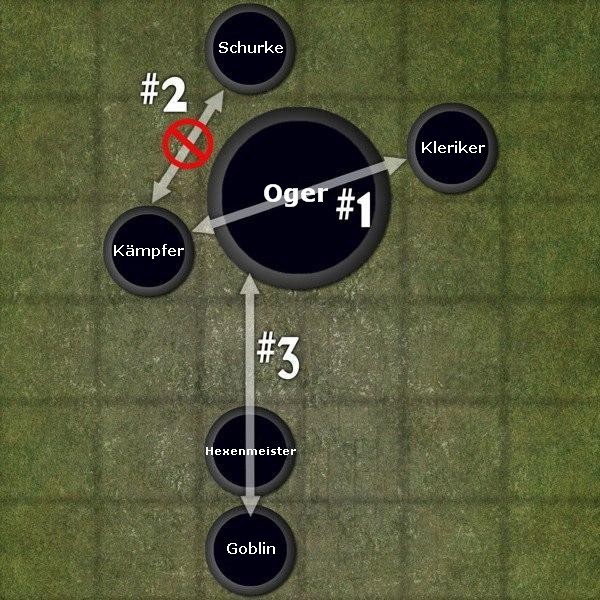 Schurke
#2
Kleriker
Oger
#1
Kämpfer
#3
Hexenmeister
Goblin